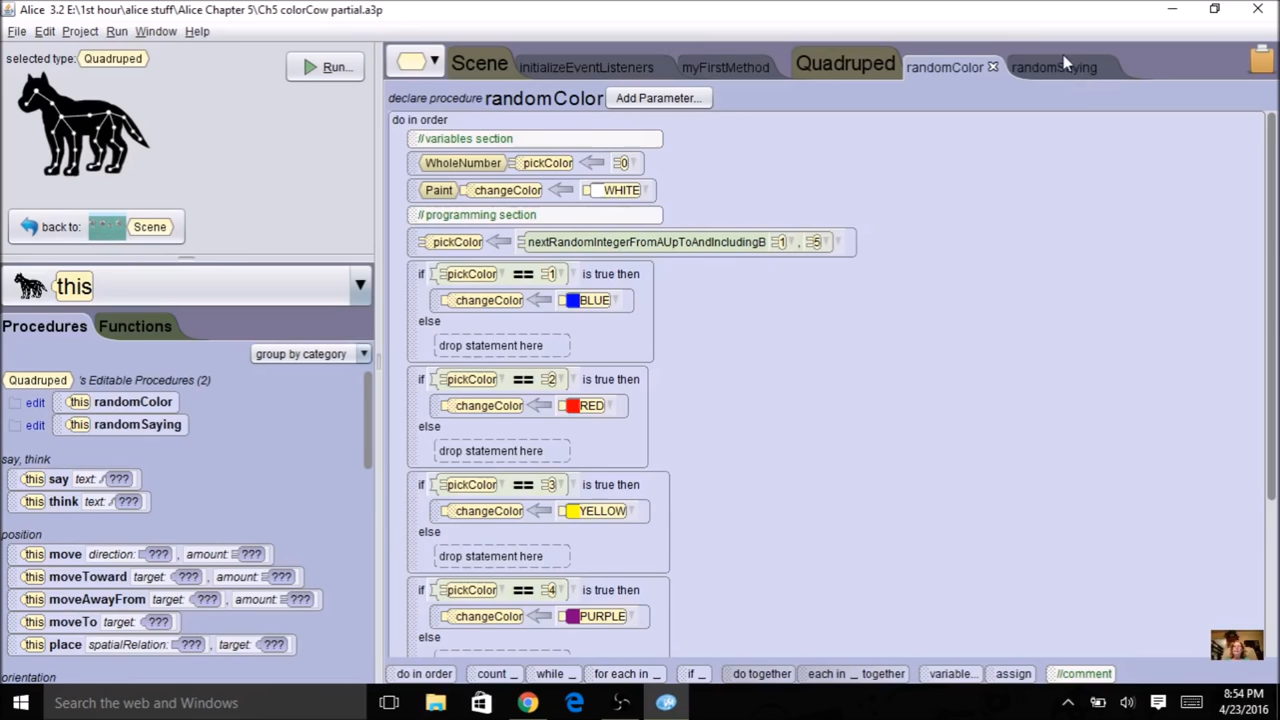 Alice 3.2 E:\1st hour\alice stuff\Alice Chapter 5\Ch5 colorCow partial.a3p
File Edit Project Run Window Help
selected type: Quadruped
Run...
Scene initializeEventListeners myFirstMethod Quadruped randomColor randomSaying
declare procedure randomColor Add Parameter...
do in order
//variables section
WholeNumber pickColor 0
Paint changeColor WHITE
//programming section
back to: Scene
pickColor nextRandomIntegerFromAUpToAndIncludingB 1 , 5
if pickColor == 1 is true then
changeColor BLUE
else
drop statement here
if pickColor == 2 is true then
changeColor RED
else
drop statement here
if pickColor == 3 is true then
changeColor YELLOW
else
drop statement here
if pickColor == 4 is true then
changeColor PURPLE
else
this
Procedures Functions
group by category
Quadruped 's Editable Procedures (2)
edit this randomColor
edit this randomSaying
say, think
this say text: ???
this think text: ???
position
this move direction: ??? , amount: ???
this moveToward target: ??? , amount: ???
this moveAwayFrom target: ??? , amount: ???
this moveTo target: ???
this place spatialRelation: ??? , target: ???
orientation
do in order count _ while _ for each in _ if _ do together each in _ together variable... assign //comment
Search the web and Windows
8:54 PM
4/23/2016